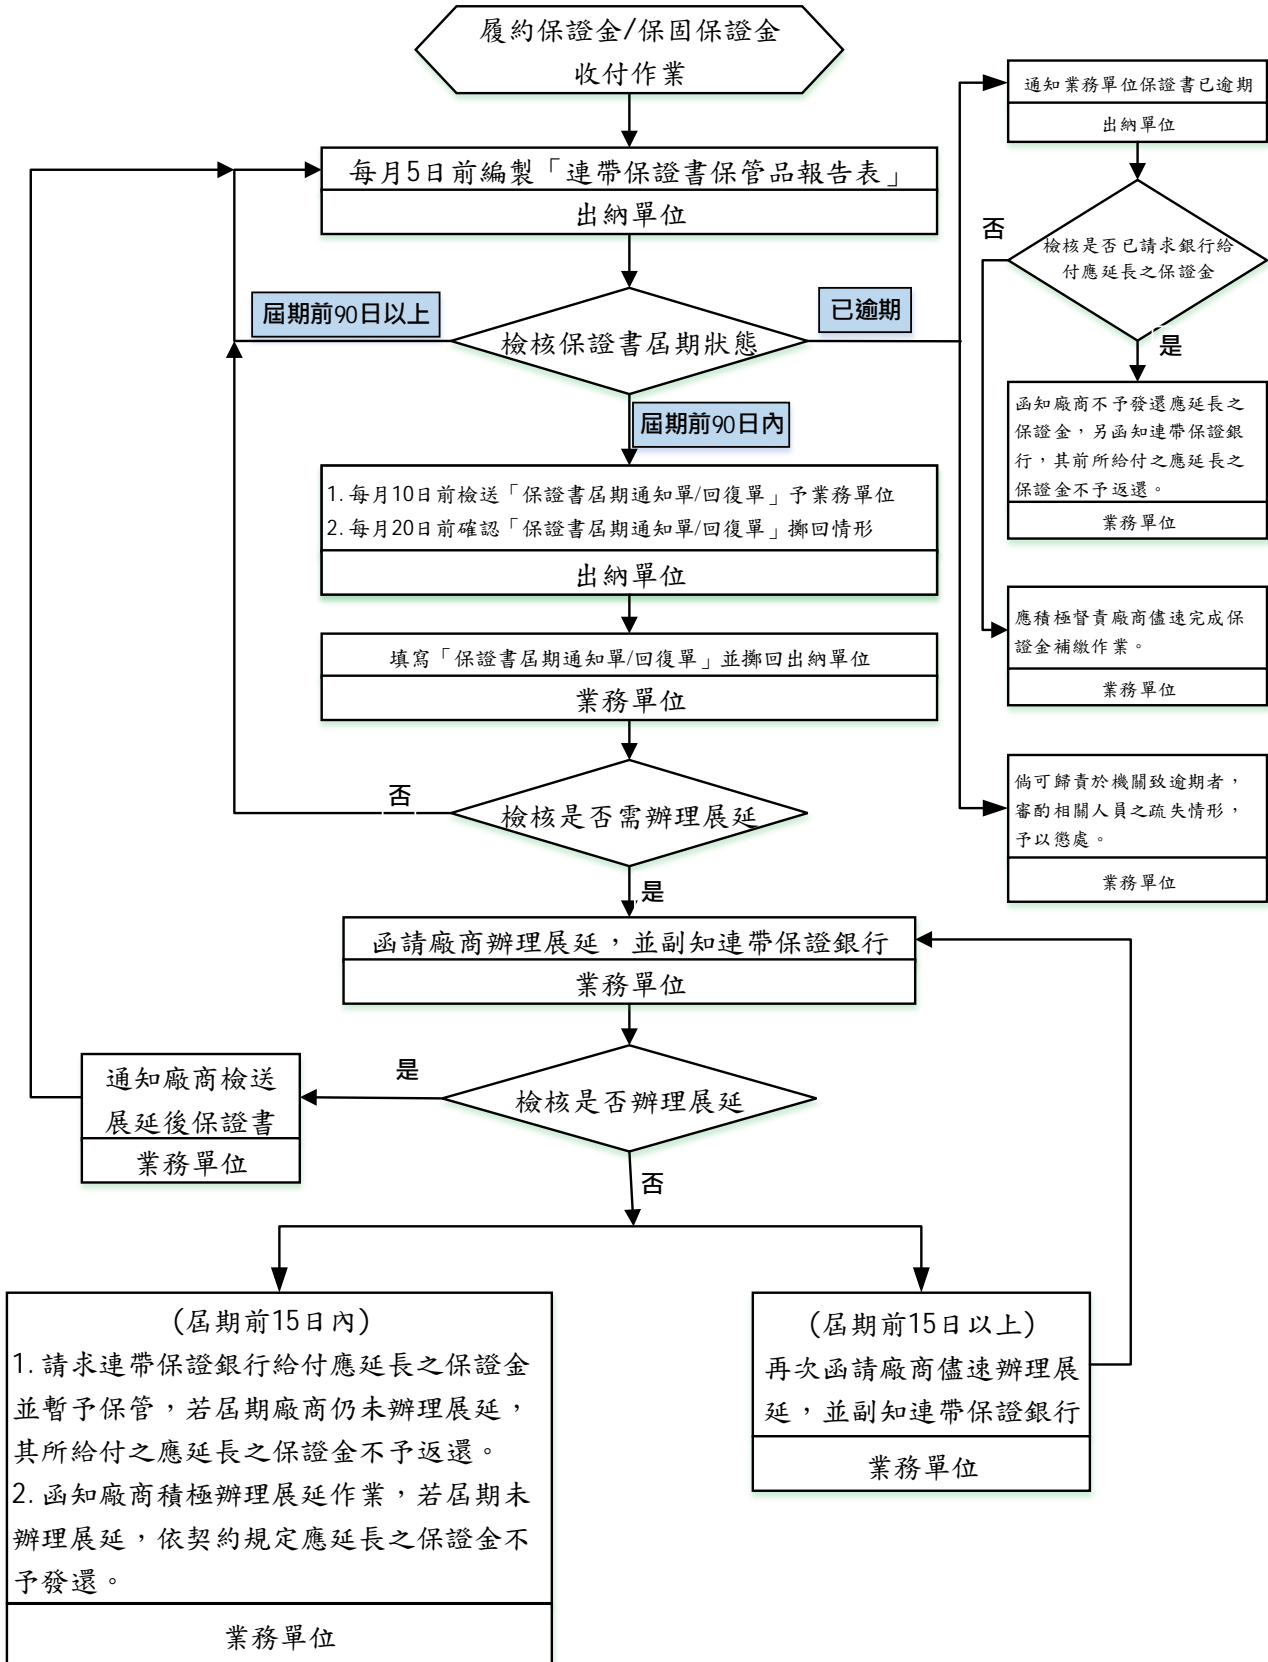 履約保證金/保固保證金
收付作業
每月5日前編製「連帶保證書保管品報告表」
出納單位
屆期前90日以上
檢核保證書屆期狀態
已逾期
屆期前90日內
1.每月10日前檢送「保證書屆期通知單/回復單」予業務單位
2.每月20日前確認「保證書屆期通知單/回復單」擲回情形
出納單位
填寫「保證書屆期通知單/回復單」並擲回出納單位
業務單位
否
檢核是否需辦理展延
是
函請廠商辦理展延，並副知連帶保證銀行
業務單位
檢核是否辦理展延
是
通知廠商檢送
展延後保證書
業務單位
否
(屆期前15日內)
1.請求連帶保證銀行給付應延長之保證金
並暫予保管，若屆期廠商仍未辦理展延，
其所給付之應延長之保證金不予返還。
2.函知廠商積極辦理展延作業，若屆期未
辦理展延，依契約規定應延長之保證金不
予發還。
業務單位
(屆期前15日以上)
再次函請廠商儘速辦理展
延，並副知連帶保證銀行
業務單位
通知業務單位保證書已逾期
出納單位
否
檢核是否已請求銀行給
付應延長之保證金
是
函知廠商不予發還應延長之
保證金，另函知連帶保證銀
行，其前所給付之應延長之
保證金不予返還。
業務單位
應積極督責廠商儘速完成保
證金補繳作業。
業務單位
倘可歸責於機關致逾期者，
審酌相關人員之疏失情形，
予以懲處。
業務單位